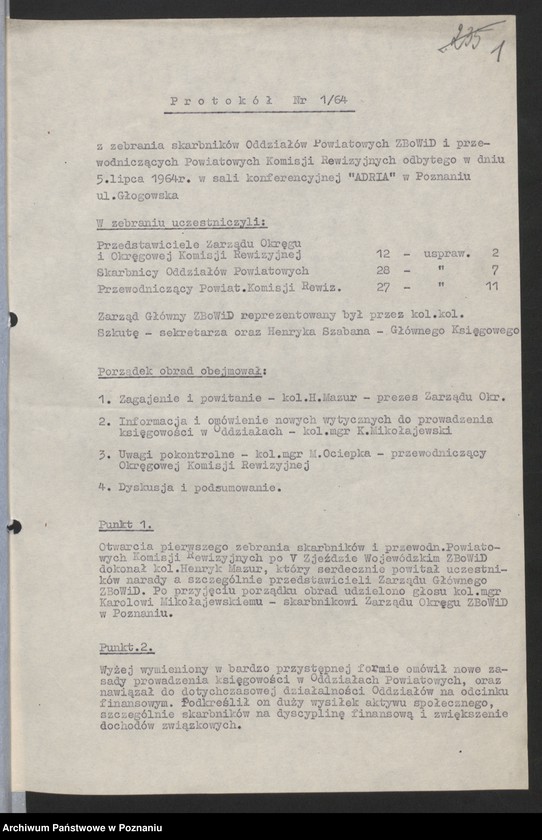 235 1
Protokół Nr 1/64
z zebrania skarbników Oddziałów Powiatowych ZBoWiD i prze-
wodniczących Powiatowych Komisji Rewizyjnych odbytego w dniu
5.lipca 1964r. w sali konferencyjnej "ADRIA" w Poznaniu
ul.Głogowska
W zebraniu uczestniczyli:
Przedstawiciele Zarządu Okręgu
i Okręgowej Komisji Rewizyjnej 12 - uspraw. 2
Skarbnicy Oddziałów Powiatowych 28 - " 7
Przewodniczący Powiat.Komisji Rewiz. 27 - " 11
Zarząd Główny ZBoWiD reprezentowany był przez kol.kol.
Szkutę - sekretarza oraz Henryka Szabana - Głównego Księgowego
Porządek obrad obejmował:
1. Zagajenie i powitanie - kol.H.Mazur - prezes Zarządu Okr.
2. Informacja i omówienie nowych wytycznych do prowadzenia
księgowości w Oddziałach - kol.mgr K.Mikołajewski
3. Uwagi pokontrolne - kol.mgr M.Ociepka - przewodniczący
Okręgowej Komisji Rewizyjnej
4. Dyskusja i podsumowanie.
Punkt 1.
Otwarcia pierwszego zebrania skarbników i przewodn.Powiato-
wych Komisji Rewizyjnych po V Zjeździe Wojewódzkim ZBoWiD
dokonał kol.Henryk Mazur, który serdecznie powitał uczestni-
ków narady a szczególnie przedstawicieli Zarządu Głównego
ZBoWiD. Po przyjęciu porządku obrad udzielono głosu kol.mgr
Karolowi Mikołajewskiemu - skarbnikowi Zarządu Okręgu ZBoWiD
w Poznaniu.
Punkt.2.
Wyżej wymieniony w bardzo przystępnej formie omówił nowe za-
sady prowadzenia księgowości w Oddziałach Powiatowych, oraz
nawiązał do dotychczasowej działalności Oddziałów na odcinku
finansowym. Podkreślił on duży wysiłek aktywu społecznego,
szczególnie skarbników na dyscyplinę finansową i zwiększenie
dochodów związkowych.
Archiwum Państwowe w Poznaniu